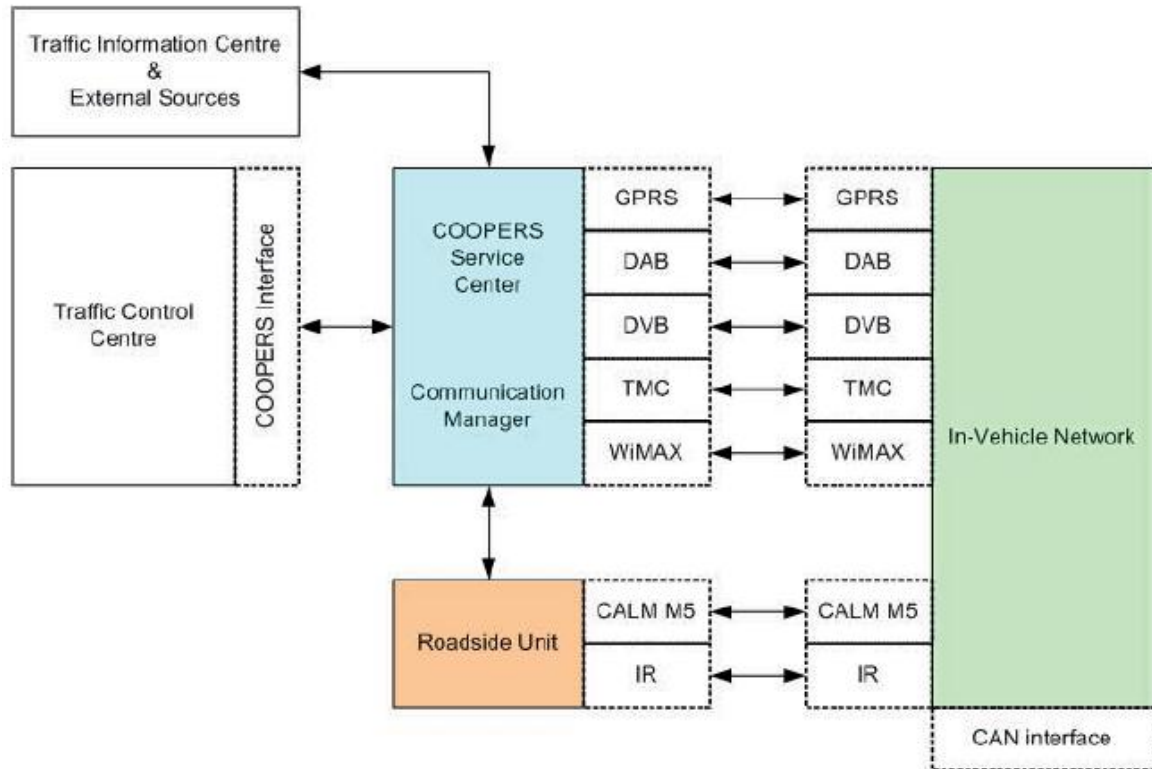 Traffic Information Centre
&
External Sources
Traffic Control
Centre
COOPERS Interface
COOPERS
Service
Center
Communication
Manager
GPRS
DAB
DVB
TMC
WiMAX
GPRS
DAB
DVB
TMC
WiMAX
In-Vehicle Network
Roadside Unit
CALM M5
IR
CALM M5
IR
CAN interface